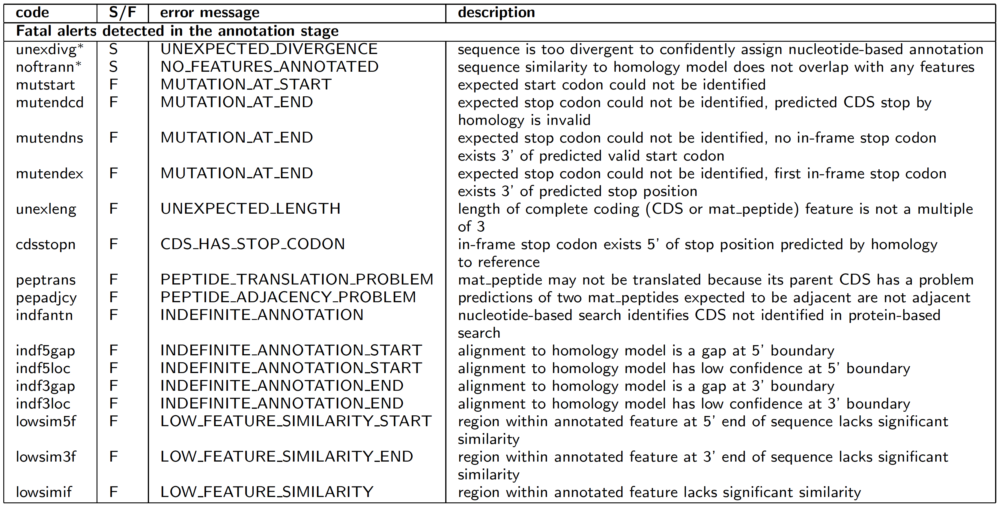 code S/F error message description
Fatal alerts detected in the annotation stage
unexdivg* S UNEXPECTED_DIVERGENCE sequence is too divergent to confidently assign nucleotide-based annotation
noftrann* S NO_FEATURES_ANNOTATED sequence similarity to homology model does not overlap with any features
mutstart F MUTATION_AT_START expected start codon could not be identified
mutendcd F MUTATION_AT_END expected stop codon could not be identified, predicted CDS stop by
homology is invalid
mutendns F MUTATION_AT_END expected stop codon could not be identified, no in-frame stop codon
exists 3' of predicted valid start codon
mutendex F MUTATION_AT_END expected stop codon could not be identified, first in-frame stop codon
exists 3' of predicted stop position
unexleng F UNEXPECTED_LENGTH length of complete coding (CDS or mat_peptide) feature is not a multiple
of 3
cdsstopn F CDS_HAS_STOP_CODON in-frame stop codon exists 5' of stop position predicted by homology
to reference
peptrans F PEPTIDE_TRANSLATION_PROBLEM mat_peptide may not be translated because its parent CDS has a problem
pepadjcy F PEPTIDE_ADJACENCY_PROBLEM predictions of two mat_peptides expected to be adjacent are not adjacent
indfantn F INDEFINITE_ANNOTATION nucleotide-based search identifies CDS not identified in protein-based
search
indf5gap F INDEFINITE_ANNOTATION_START alignment to homology model is a gap at 5' boundary
indf5loc F INDEFINITE_ANNOTATION_START alignment to homology model has low confidence at 5' boundary
indf3gap F INDEFINITE_ANNOTATION_END alignment to homology model is a gap at 3' boundary
indf3loc F INDEFINITE_ANNOTATION_END alignment to homology model has low confidence at 3' boundary
lowsim5f F LOW_FEATURE_SIMILARITY_START region within annotated feature at 5' end of sequence lacks significant
similarity
lowsim3f F LOW_FEATURE_SIMILARITY_END region within annotated feature at 3' end of sequence lacks significant
similarity
lowsimif F LOW_FEATURE_SIMILARITY region within annotated feature lacks significant similarity